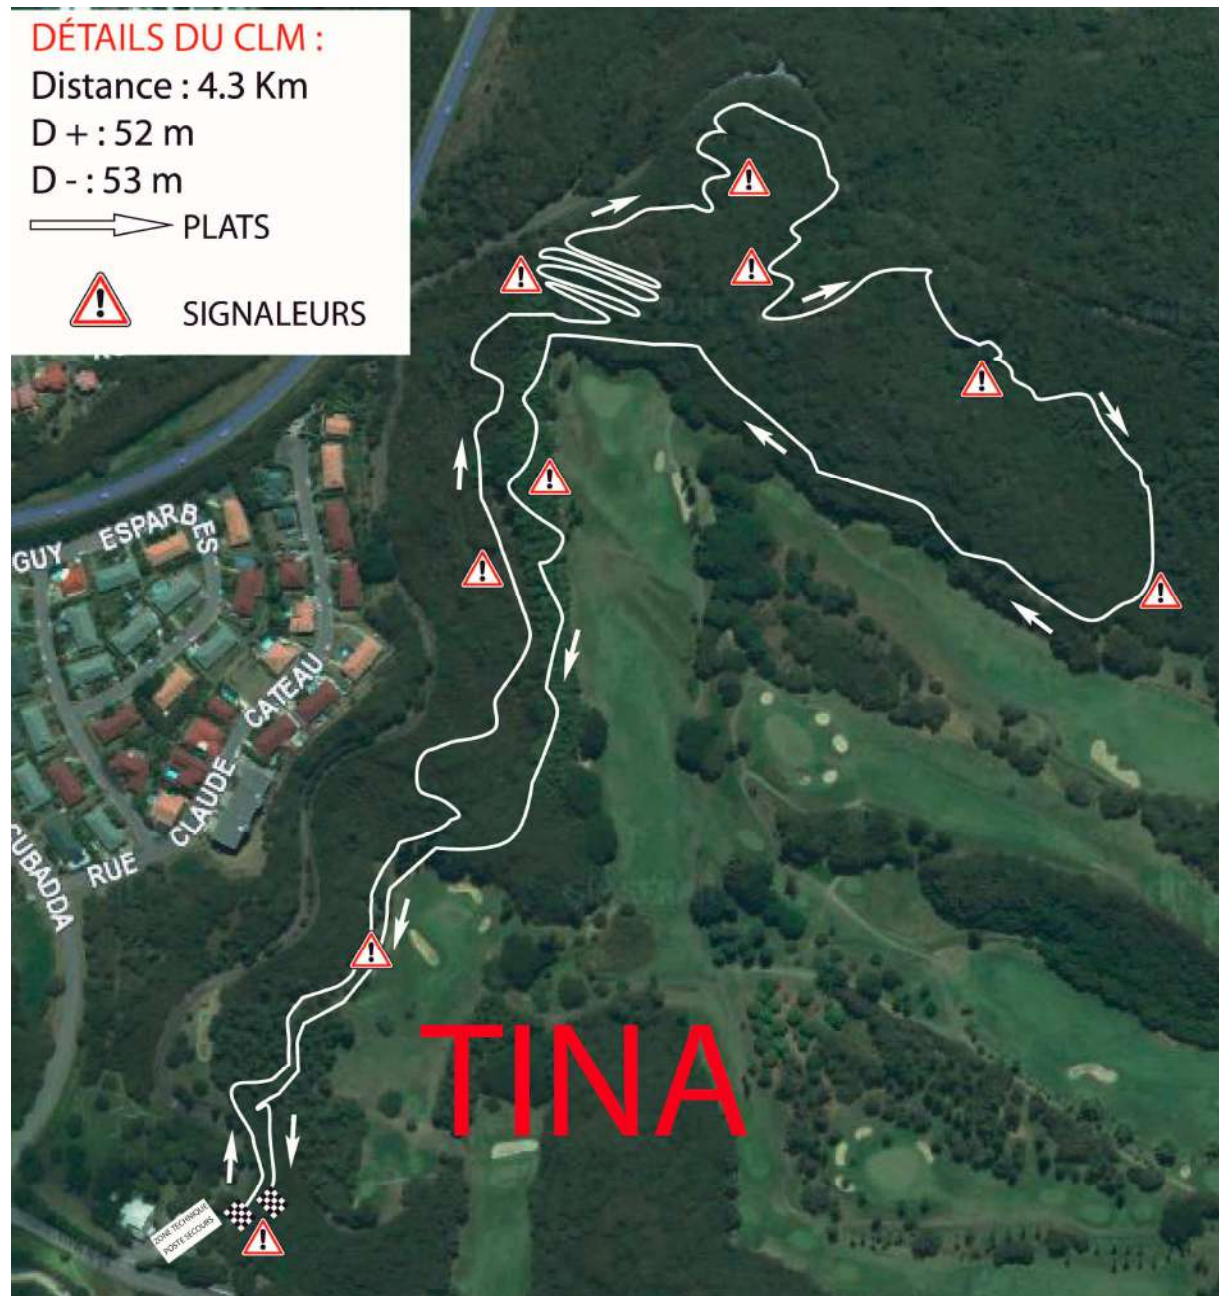 DÉTAILS DU CLM :
Distance : 4.3 Km
D + : 52 m
D - : 53 m
PLATS
SIGNALEURS
GUY ESPARBES
CLAUDE CATEAU
RUE
CUBADDA
TINA
ZONE TECHNIQUE
POSTE SECOURS